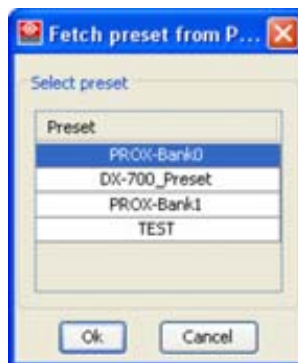 Fetch preset from P...
Select preset
Preset
PROX-Bank0
DX-700_Preset
PROX-Bank1
TEST
Ok
Cancel